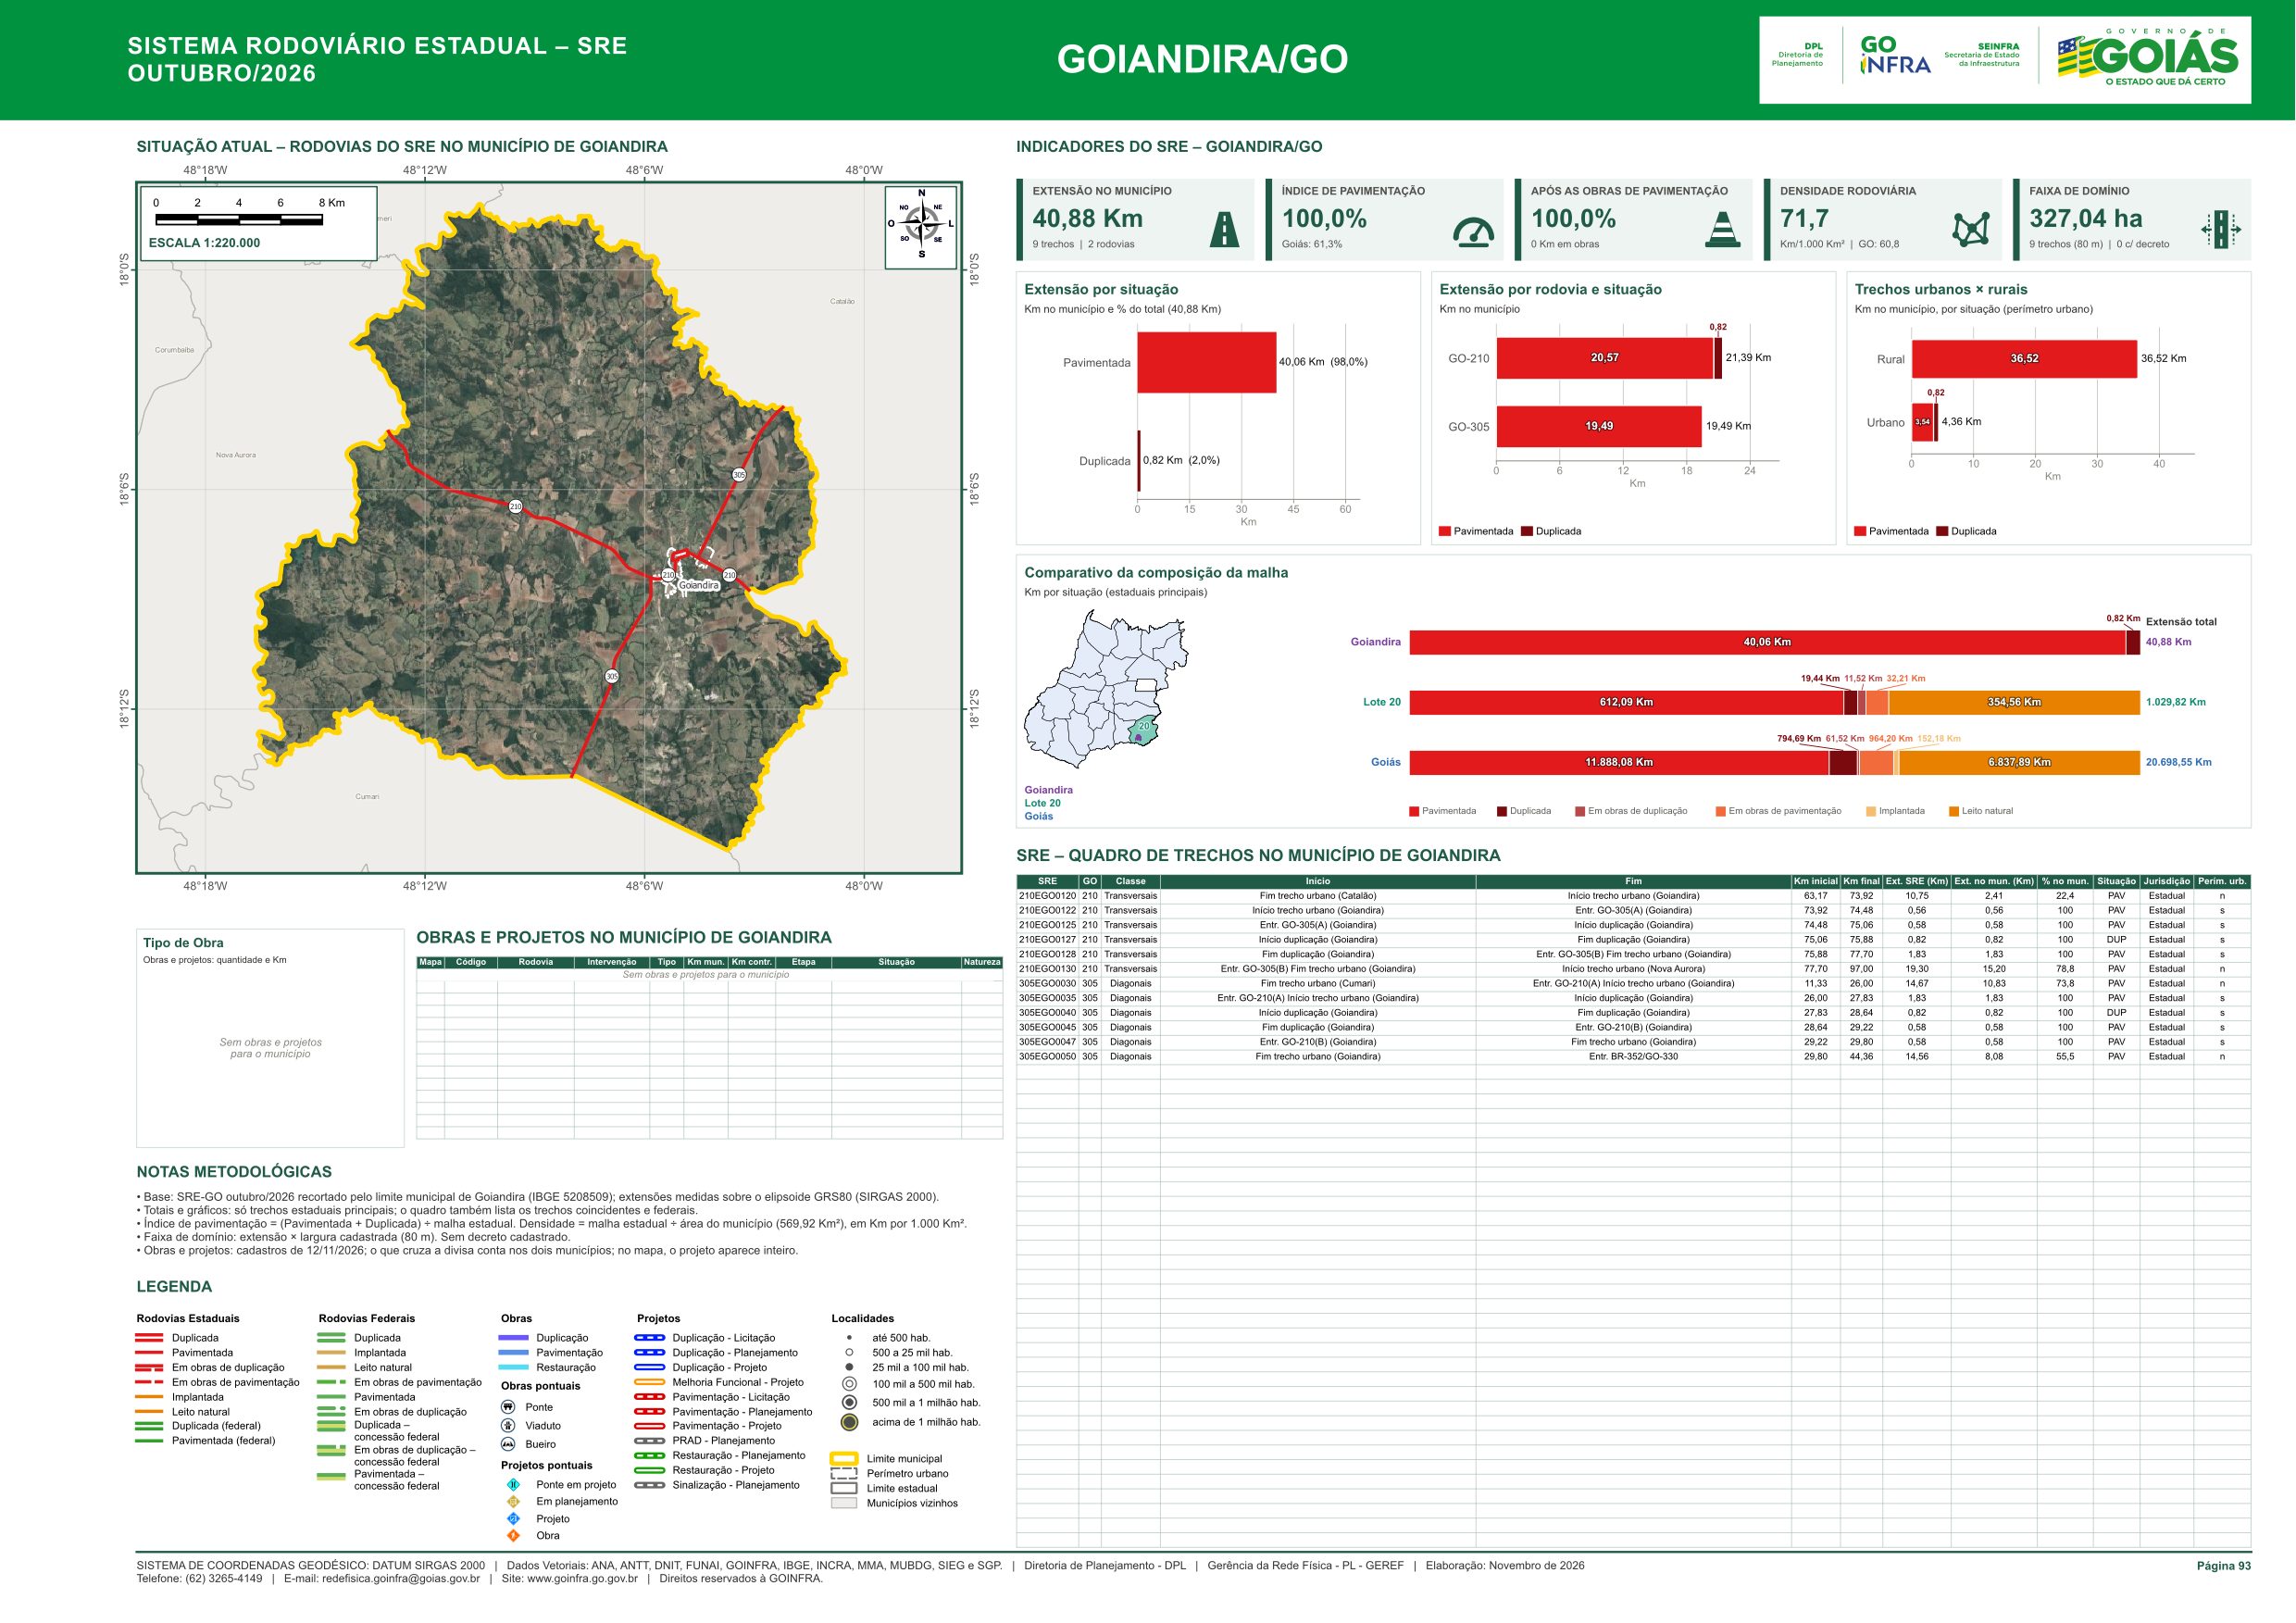 SISTEMA RODOVIÁRIO ESTADUAL – SRE
OUTUBRO/2026
GOIANDIRA/GO
DPL
Diretoria de
Planejamento
GO
INFRA
SEINFRA
Secretaria de Estado
da Infraestrutura
GOVERNO DE
GOIÁS
O ESTADO QUE DÁ CERTO
SITUAÇÃO ATUAL – RODOVIAS DO SRE NO MUNICÍPIO DE GOIANDIRA
48°18'W 48°12'W 48°6'W 48°0'W
0 2 4 6 8 Km
ESCALA 1:220.000
N
NO NE
O L
SO SE
S
18°0'S 18°0'S
Catalão
Corumbaíba
Nova Aurora
305
18°6'S 18°6'S
210
210 210
Goiandira
305
18°12'S 18°12'S
Cumari
48°18'W 48°12'W 48°6'W 48°0'W
Tipo de Obra
Obras e projetos: quantidade e Km
Sem obras e projetos
para o município
OBRAS E PROJETOS NO MUNICÍPIO DE GOIANDIRA
Mapa Código Rodovia Intervenção Tipo Km mun. Km contr. Etapa Situação Natureza
Sem obras e projetos para o município
NOTAS METODOLÓGICAS
• Base: SRE-GO outubro/2026 recortado pelo limite municipal de Goiandira (IBGE 5208509); extensões medidas sobre o elipsoide GRS80 (SIRGAS 2000).
• Totais e gráficos: só trechos estaduais principais; o quadro também lista os trechos coincidentes e federais.
• Índice de pavimentação = (Pavimentada + Duplicada) ÷ malha estadual. Densidade = malha estadual ÷ área do município (569,92 Km²), em Km por 1.000 Km².
• Faixa de domínio: extensão × largura cadastrada (80 m). Sem decreto cadastrado.
• Obras e projetos: cadastros de 12/11/2026; o que cruza a divisa conta nos dois municípios; no mapa, o projeto aparece inteiro.
LEGENDA
Rodovias Estaduais
Duplicada
Pavimentada
Em obras de duplicação
Em obras de pavimentação
Implantada
Leito natural
Duplicada (federal)
Pavimentada (federal)
Rodovias Federais
Duplicada
Implantada
Leito natural
Em obras de pavimentação
Pavimentada
Em obras de duplicação
Duplicada –
concessão federal
Em obras de duplicação –
concessão federal
Pavimentada –
concessão federal
Obras
Duplicação
Pavimentação
Restauração
Obras pontuais
Ponte
Viaduto
Bueiro
Projetos pontuais
Ponte em projeto
Em planejamento
Projeto
Obra
Projetos
Duplicação - Licitação
Duplicação - Planejamento
Duplicação - Projeto
Melhoria Funcional - Projeto
Pavimentação - Licitação
Pavimentação - Planejamento
Pavimentação - Projeto
PRAD - Planejamento
Restauração - Planejamento
Restauração - Projeto
Sinalização - Planejamento
Localidades
até 500 hab.
500 a 25 mil hab.
25 mil a 100 mil hab.
100 mil a 500 mil hab.
500 mil a 1 milhão hab.
acima de 1 milhão hab.
Limite municipal
Perímetro urbano
Limite estadual
Municípios vizinhos
INDICADORES DO SRE – GOIANDIRA/GO
EXTENSÃO NO MUNICÍPIO
40,88 Km
9 trechos | 2 rodovias
ÍNDICE DE PAVIMENTAÇÃO
100,0%
Goiás: 61,3%
APÓS AS OBRAS DE PAVIMENTAÇÃO
100,0%
0 Km em obras
DENSIDADE RODOVIÁRIA
71,7
Km/1.000 Km² | GO: 60,8
FAIXA DE DOMÍNIO
327,04 ha
9 trechos (80 m) | 0 c/ decreto
Extensão por situação
Km no município e % do total (40,88 Km)
Pavimentada 40,06 Km (98,0%)
Duplicada 0,82 Km (2,0%)
0 15 30 45 60
Km
Extensão por rodovia e situação
Km no município
0,82
GO-210 20,57 21,39 Km
GO-305 19,49 19,49 Km
0 6 12 18 24
Km
Pavimentada Duplicada
Trechos urbanos × rurais
Km no município, por situação (perímetro urbano)
Rural 36,52 36,52 Km
0,82
Urbano 3,54 4,36 Km
0 10 20 30 40
Km
Pavimentada Duplicada
Comparativo da composição da malha
Km por situação (estaduais principais)
20
Goiandira
Lote 20
Goiás
0,82 Km Extensão total
Goiandira 40,06 Km 40,88 Km
19,44 Km 11,52 Km 32,21 Km
Lote 20 612,09 Km 354,56 Km 1.029,82 Km
794,69 Km 61,52 Km 964,20 Km 152,18 Km
Goiás 11.888,08 Km 6.837,89 Km 20.698,55 Km
Pavimentada Duplicada Em obras de duplicação Em obras de pavimentação Implantada Leito natural
SRE – QUADRO DE TRECHOS NO MUNICÍPIO DE GOIANDIRA
SRE GO Classe Início Fim Km inicial Km final Ext. SRE (Km) Ext. no mun. (Km) % no mun. Situação Jurisdição Perím. urb.
210EGO0120 210 Transversais Fim trecho urbano (Catalão) Início trecho urbano (Goiandira) 63,17 73,92 10,75 2,41 22,4 PAV Estadual n
210EGO0122 210 Transversais Início trecho urbano (Goiandira) Entr. GO-305(A) (Goiandira) 73,92 74,48 0,56 0,56 100 PAV Estadual s
210EGO0125 210 Transversais Entr. GO-305(A) (Goiandira) Início duplicação (Goiandira) 74,48 75,06 0,58 0,58 100 PAV Estadual s
210EGO0127 210 Transversais Início duplicação (Goiandira) Fim duplicação (Goiandira) 75,06 75,88 0,82 0,82 100 DUP Estadual s
210EGO0128 210 Transversais Fim duplicação (Goiandira) Entr. GO-305(B) Fim trecho urbano (Goiandira) 75,88 77,70 1,83 1,83 100 PAV Estadual s
210EGO0130 210 Transversais Entr. GO-305(B) Fim trecho urbano (Goiandira) Início trecho urbano (Nova Aurora) 77,70 97,00 19,30 15,20 78,8 PAV Estadual n
305EGO0030 305 Diagonais Fim trecho urbano (Cumari) Entr. GO-210(A) Início trecho urbano (Goiandira) 11,33 26,00 14,67 10,83 73,8 PAV Estadual n
305EGO0035 305 Diagonais Entr. GO-210(A) Início trecho urbano (Goiandira) Início duplicação (Goiandira) 26,00 27,83 1,83 1,83 100 PAV Estadual s
305EGO0040 305 Diagonais Início duplicação (Goiandira) Fim duplicação (Goiandira) 27,83 28,64 0,82 0,82 100 DUP Estadual s
305EGO0045 305 Diagonais Fim duplicação (Goiandira) Entr. GO-210(B) (Goiandira) 28,64 29,22 0,58 0,58 100 PAV Estadual s
305EGO0047 305 Diagonais Entr. GO-210(B) (Goiandira) Fim trecho urbano (Goiandira) 29,22 29,80 0,58 0,58 100 PAV Estadual s
305EGO0050 305 Diagonais Fim trecho urbano (Goiandira) Entr. BR-352/GO-330 29,80 44,36 14,56 8,08 55,5 PAV Estadual n
SISTEMA DE COORDENADAS GEODÉSICO: DATUM SIRGAS 2000 | Dados Vetoriais: ANA, ANTT, DNIT, FUNAI, GOINFRA, IBGE, INCRA, MMA, MUBDG, SIEG e SGP. | Diretoria de Planejamento - DPL | Gerência da Rede Física - PL - GEREF | Elaboração: Novembro de 2026
Página 93
Telefone: (62) 3265-4149 | E-mail: redefisica.goinfra@goias.gov.br | Site: www.goinfra.go.gov.br | Direitos reservados à GOINFRA.